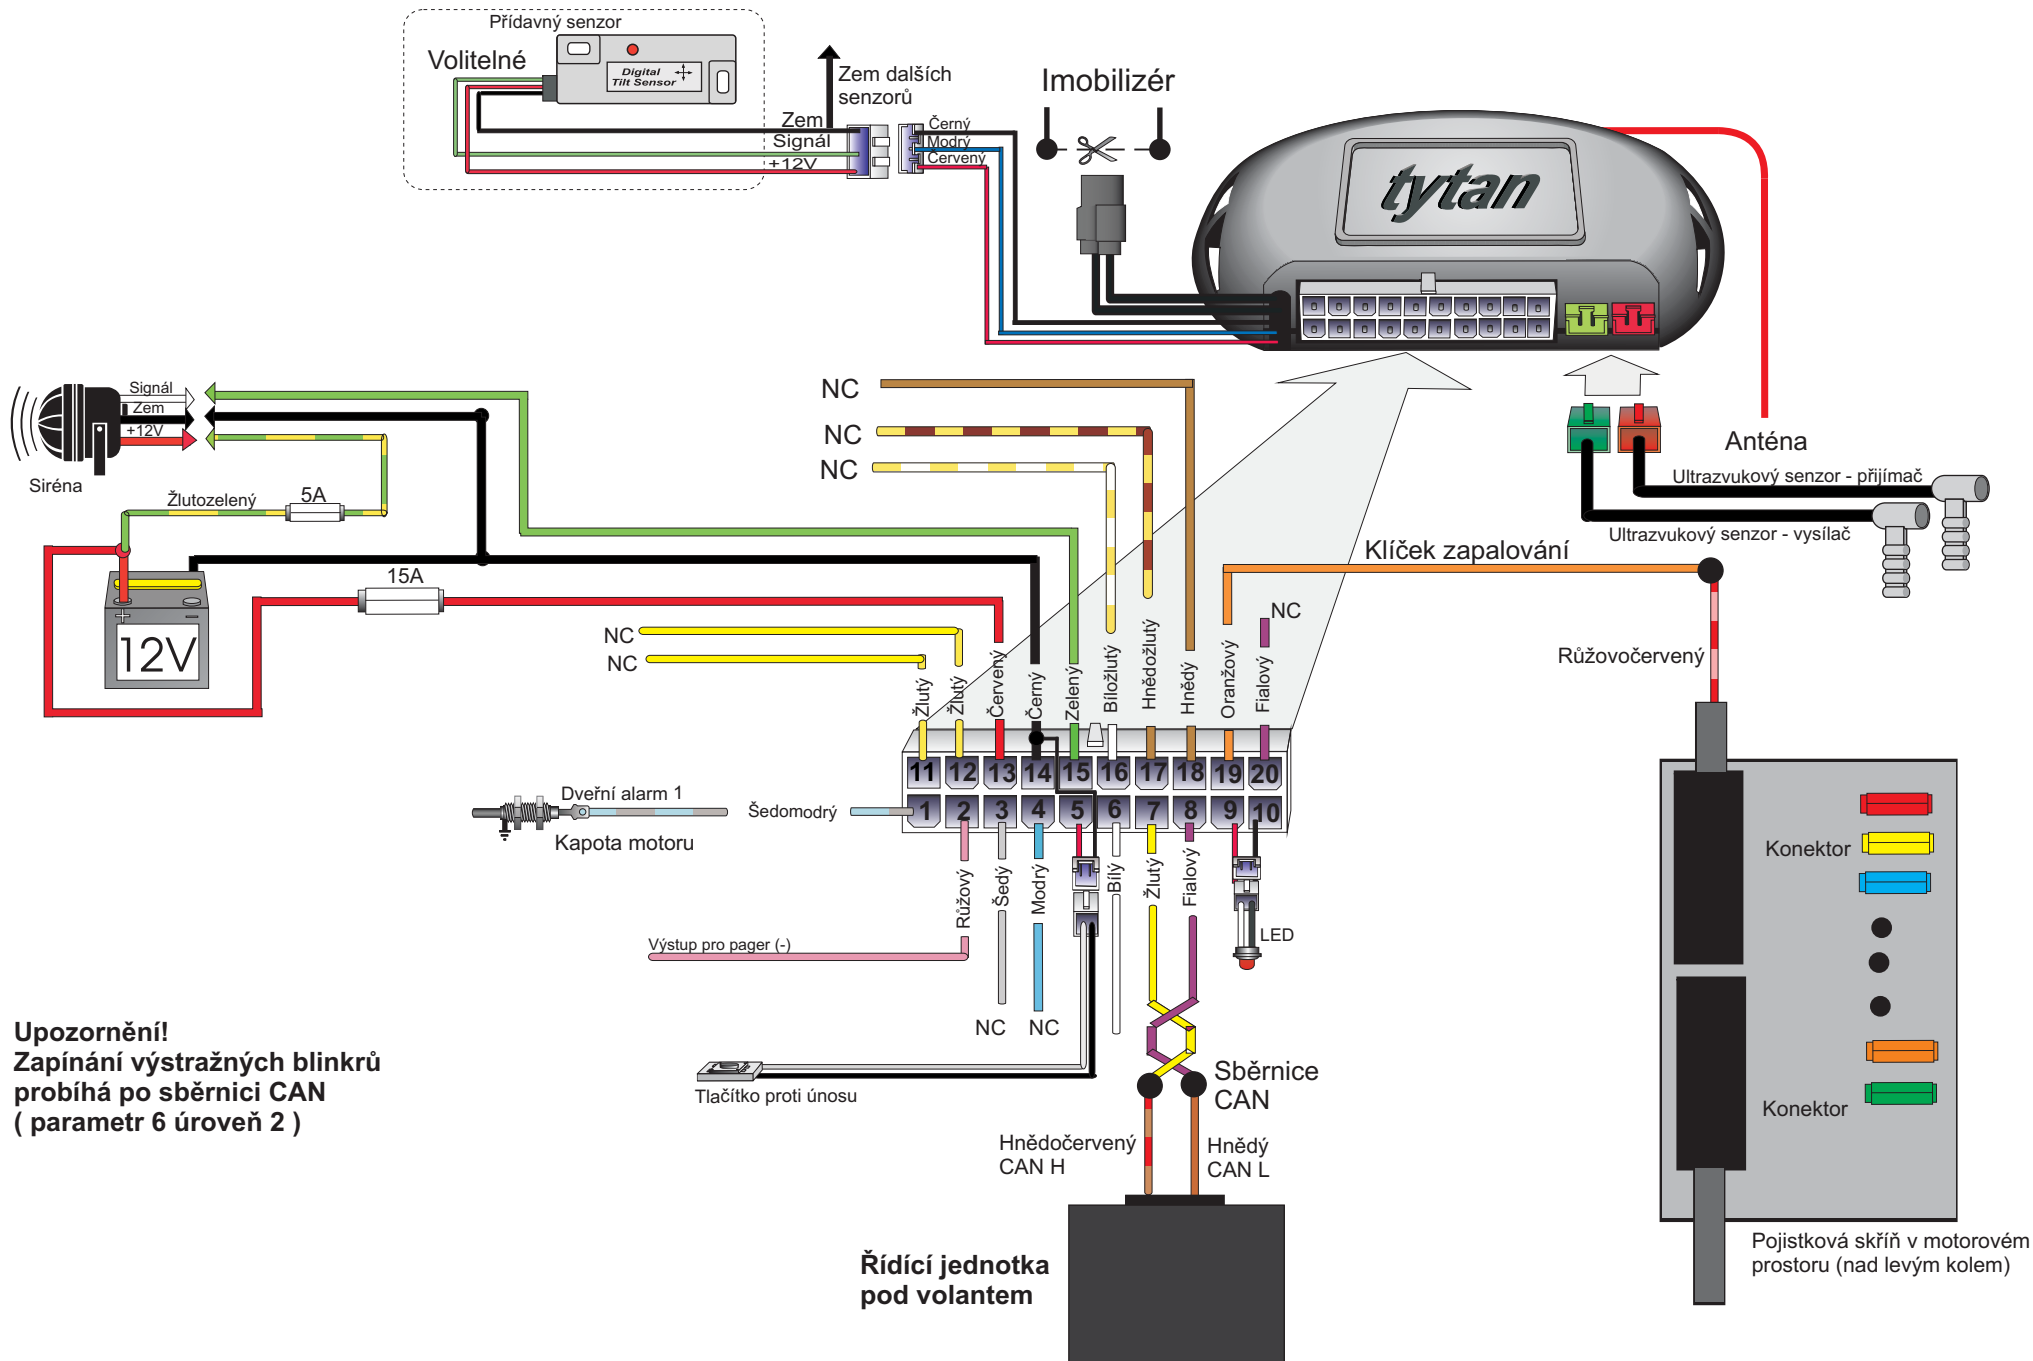 Přídavný senzor
Volitelné
Digital
Tilt Sensor
Zem dalších
senzorů
Zem
Signál
+12V
Černý
Modrý
Červený
Imobilizér
tytan
Signál
Zem
+12V
Siréna
Žlutozelený
5A
15A
+
−
12V
NC
NC
NC
NC
NC
NC
Anténa
Ultrazvukový senzor - přijímač
Ultrazvukový senzor - vysílač
Klíček zapalování
Růžovočervený
Žlutý
Žlutý
Červený
Černý
Zelený
Bíložlutý
Hnědožlutý
Hnědý
Oranžový
Fialový
11 12 13 14 15 16 17 18 19 20
1 2 3 4 5 6 7 8 9 10
Dveřní alarm 1
Kapota motoru
Šedomodrý
Růžový
Šedý
Modrý
Bílý
Žlutý
Fialový
LED
Výstup pro pager (-)
NC
NC
Tlačítko proti únosu
Sběrnice
CAN
Hnědočervený
CAN H
Hnědý
CAN L
Řídící jednotka
pod volantem
Konektor
Konektor
Pojistková skříň v motorovém
prostoru (nad levým kolem)
Upozornění!
Zapínání výstražných blinkrů
probíhá po sběrnici CAN
( parametr 6 úroveň 2 )